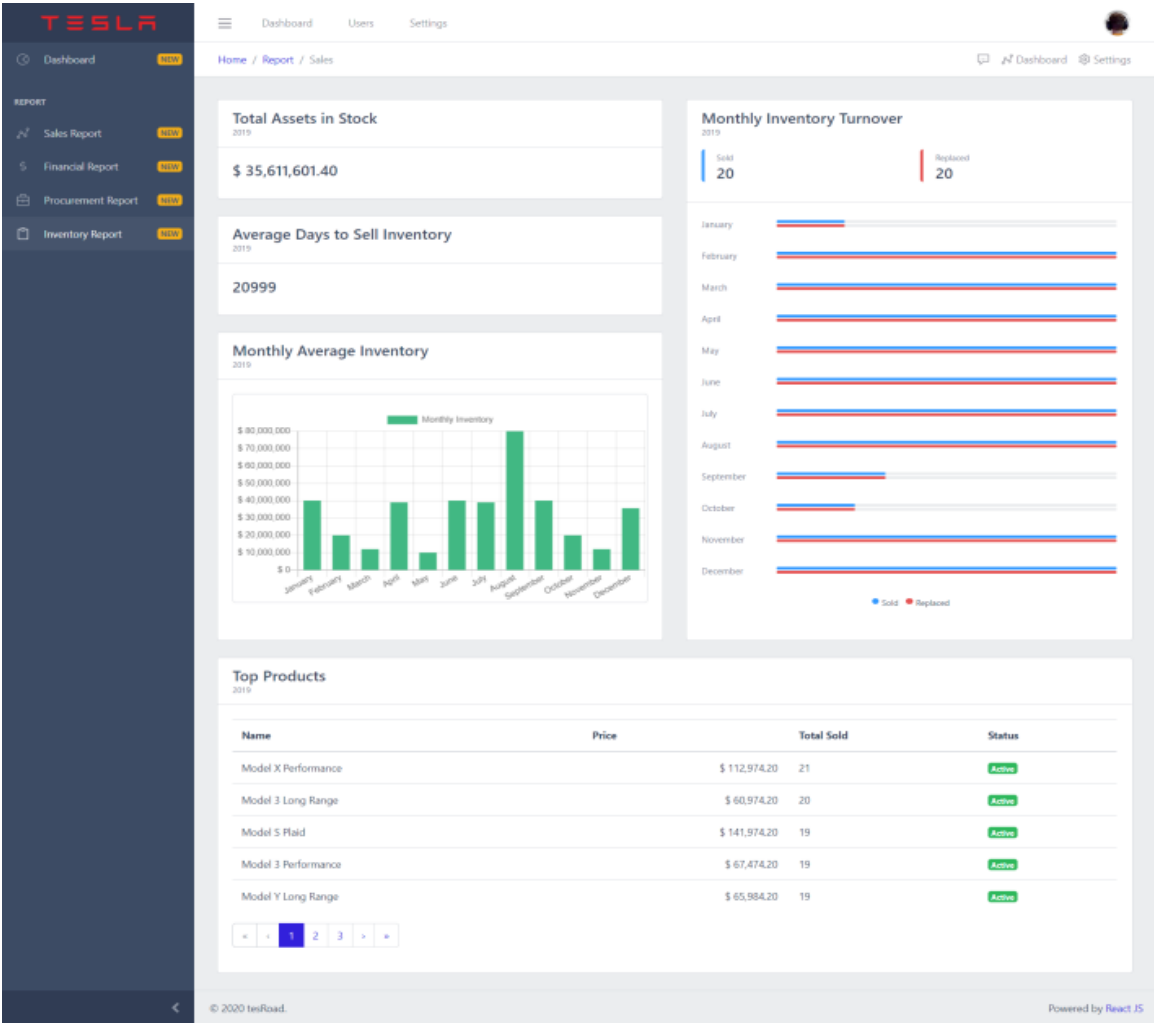 TESLA
Dashboard Users Settings
Dashboard NEW
Home / Report / Sales
Dashboard Settings
REPORT
Sales Report NEW
Financial Report NEW
Procurement Report NEW
Inventory Report NEW
Total Assets in Stock
2019
$ 35,611,601.40
Average Days to Sell Inventory
2019
20999
Monthly Average Inventory
2019
Monthly Inventory
$ 80,000,000
$ 70,000,000
$ 60,000,000
$ 50,000,000
$ 40,000,000
$ 30,000,000
$ 20,000,000
$ 10,000,000
$ 0
January February March April May June July August September October November December
Monthly Inventory Turnover
2019
Sold Replaced
20 20
January
February
March
April
May
June
July
August
September
October
November
December
Sold Replaced
Top Products
2019
Name Price Total Sold Status
Model X Performance $ 112,974.20 21 Active
Model 3 Long Range $ 60,974.20 20 Active
Model S Plaid $ 141,974.20 19 Active
Model 3 Performance $ 67,474.20 19 Active
Model Y Long Range $ 65,984.20 19 Active
« ‹ 1 2 3 › »
© 2020 tesRoad. Powered by React JS